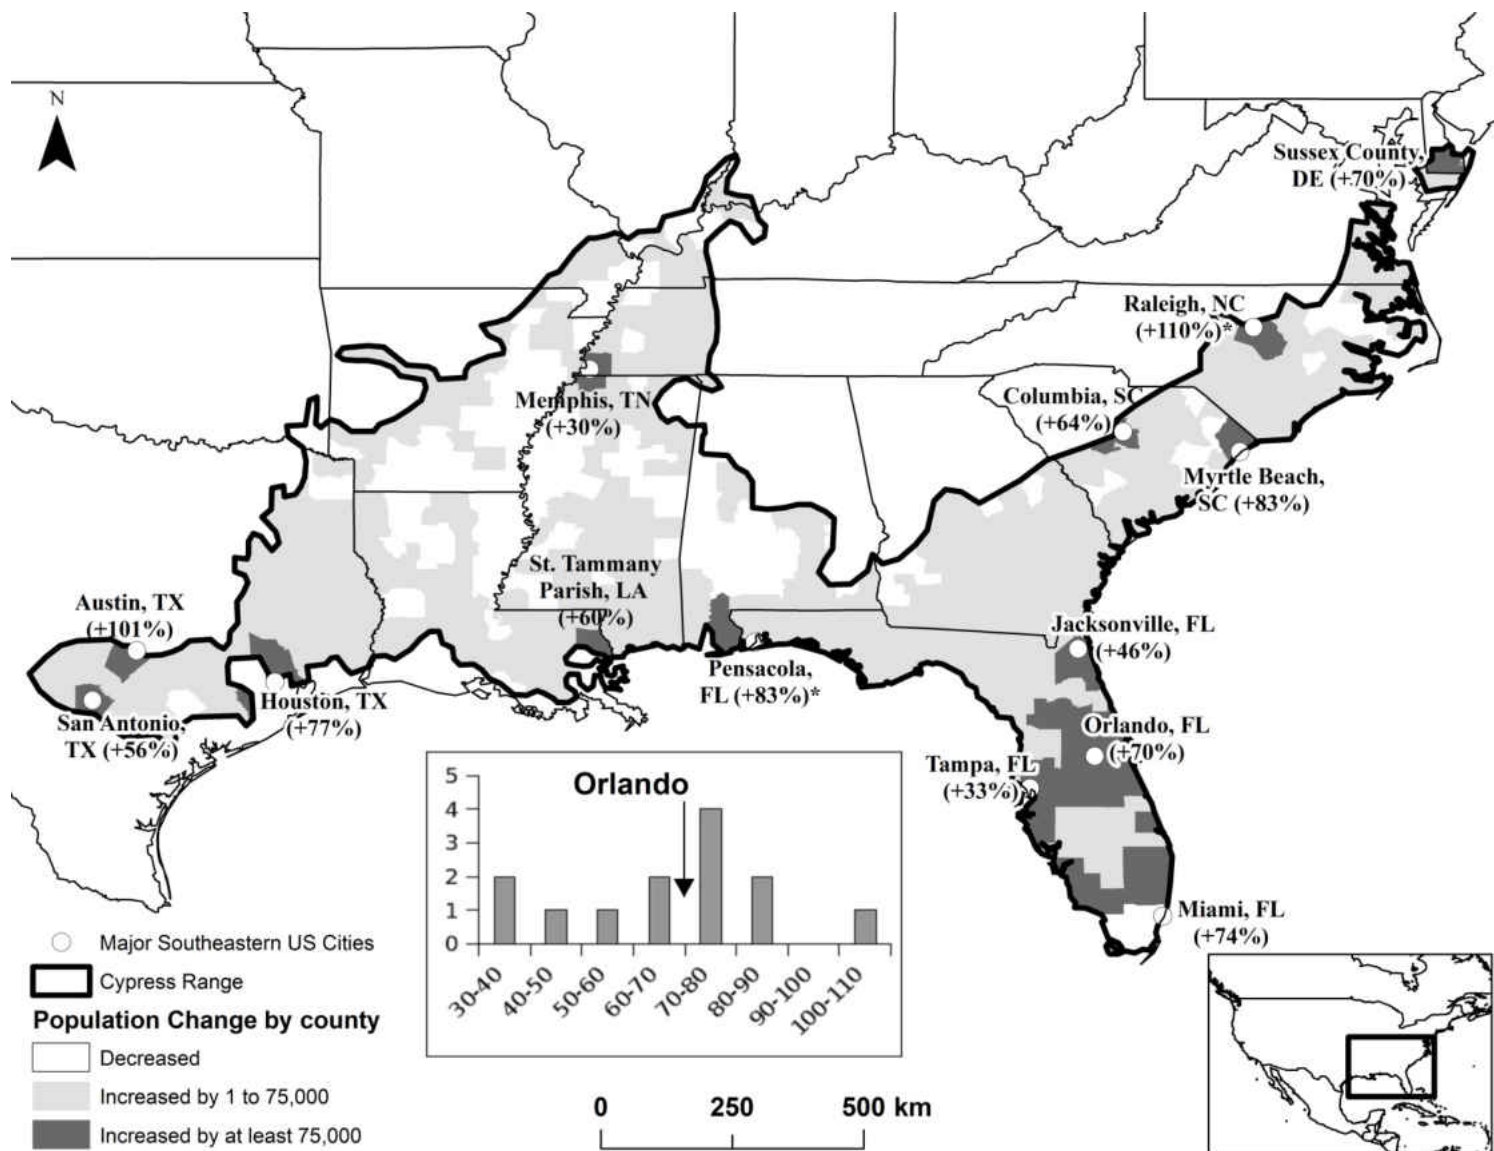 N
Sussex County,
DE (+70%)
Raleigh, NC
(+110%)*
Memphis, TN
(+30%)
Columbia, SC
(+64%)
Myrtle Beach,
SC (+83%)
St. Tammany
Parish, LA
(+60%)
Austin, TX
(+101%)
Jacksonville, FL
(+46%)
Pensacola,
FL (+83%)*
Houston, TX
(+77%)
San Antonio,
TX (+56%)
Orlando, FL
(+70%)
Tampa, FL
(+33%)
Miami, FL
(+74%)
Orlando
5
4
3
2
1
0
30-40
40-50
50-60
60-70
70-80
80-90
90-100
100-110
Major Southeastern US Cities
Cypress Range
Population Change by county
Decreased
Increased by 1 to 75,000
Increased by at least 75,000
0 250 500 km